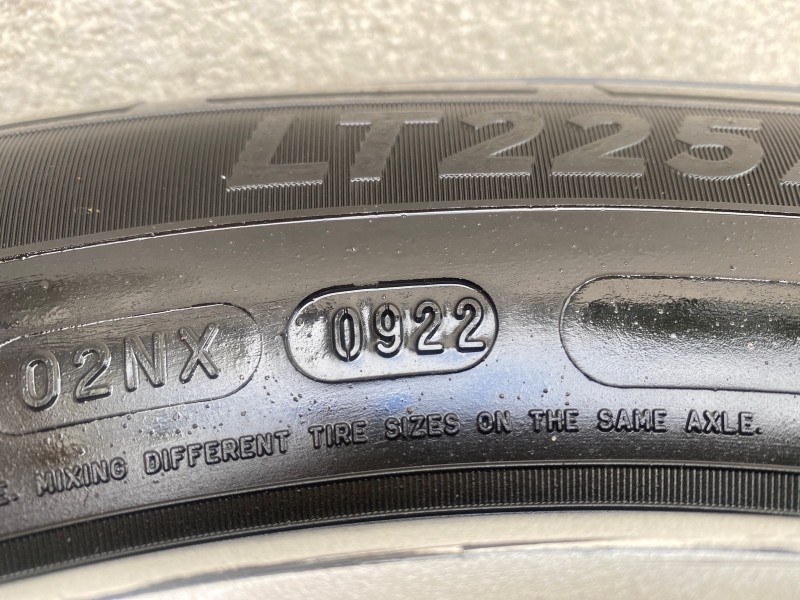 LT225
02NX 0922
E. MIXING DIFFERENT TIRE SIZES ON THE SAME AXLE.